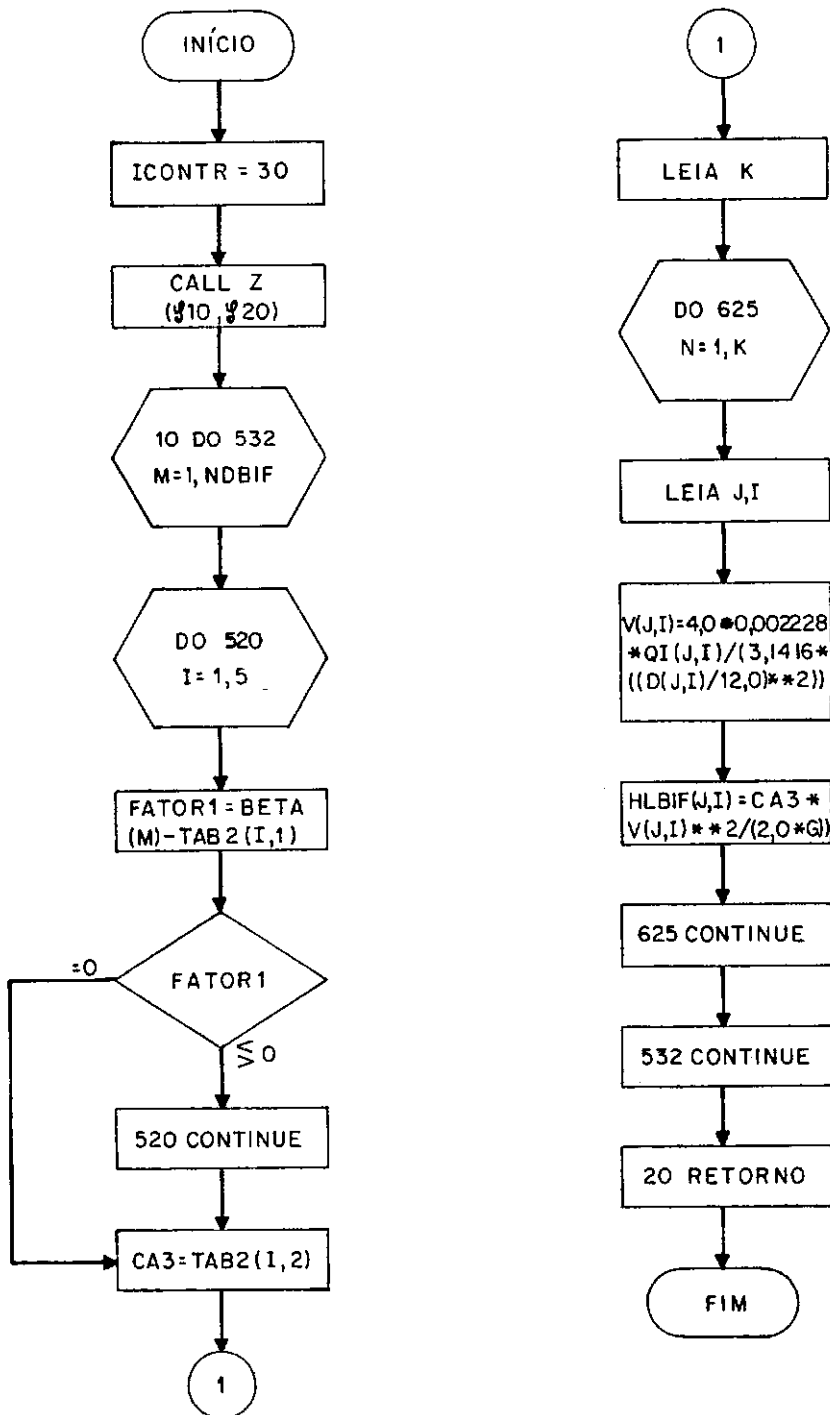 INÍCIO
ICONTR = 30
CALL Z
($10, $20)
10 DO 532
M=1, NDBIF
DO 520
I=1,5
FATOR1=BETA
(M)-TAB2(I,1)
=0
FATOR1
≶ 0
520 CONTINUE
CA3=TAB2(I,2)
1
1
LEIA K
DO 625
N=1,K
LEIA J,I
V(J,I)=4,0*0,002228
*QI(J,I)/(3,1416*
((D(J,I)/12,0)**2))
HLBIF(J,I)=CA3*
V(J,I)**2/(2,0*G))
625 CONTINUE
532 CONTINUE
20 RETORNO
FIM